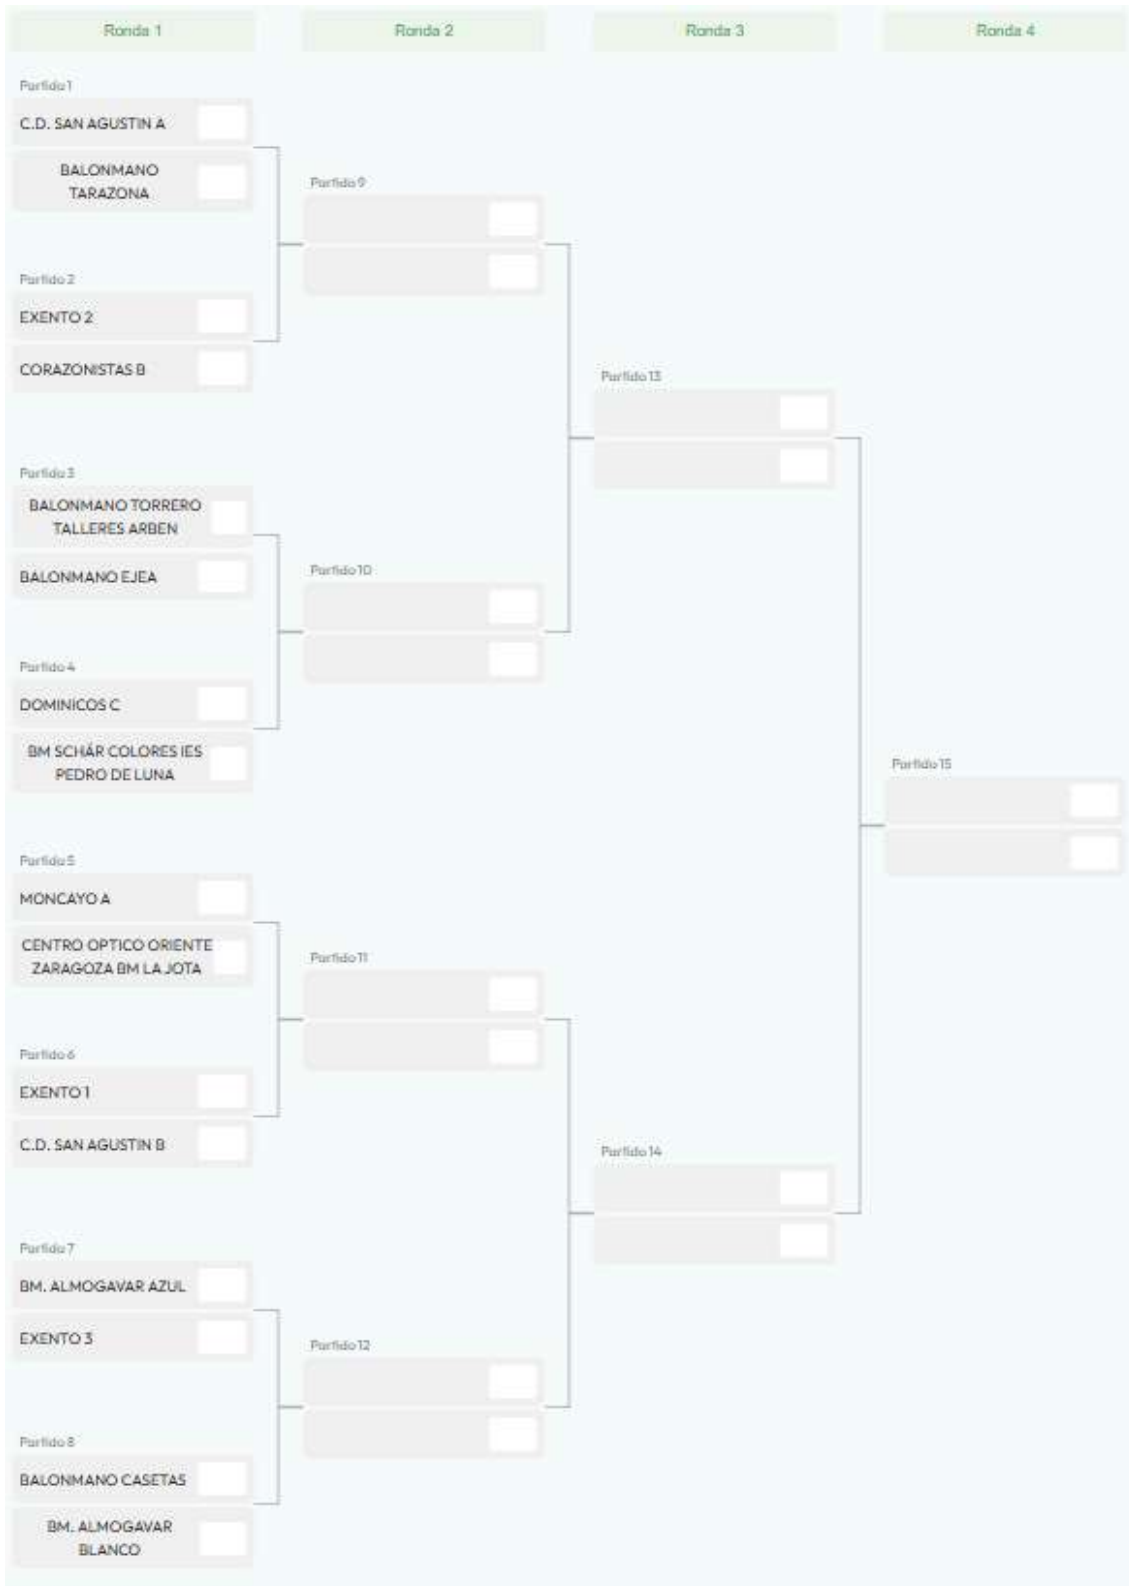 Ronda 1
Ronda 2
Ronda 3
Ronda 4
Partido 1
C.D. SAN AGUSTIN A
BALONMANO
TARAZONA
Partido 2
EXENTO 2
CORAZONISTAS B
Partido 3
BALONMANO TORRERO
TALLERES ARBEN
BALONMANO EJEA
Partido 4
DOMINICOS C
BM SCHÁR COLORES IES
PEDRO DE LUNA
Partido 5
MONCAYO A
CENTRO OPTICO ORIENTE
ZARAGOZA BM LA JOTA
Partido 6
EXENTO 1
C.D. SAN AGUSTIN B
Partido 7
BM. ALMOGAVAR AZUL
EXENTO 3
Partido 8
BALONMANO CASETAS
BM. ALMOGAVAR
BLANCO
Partido 9
Partido 10
Partido 11
Partido 12
Partido 13
Partido 14
Partido 15